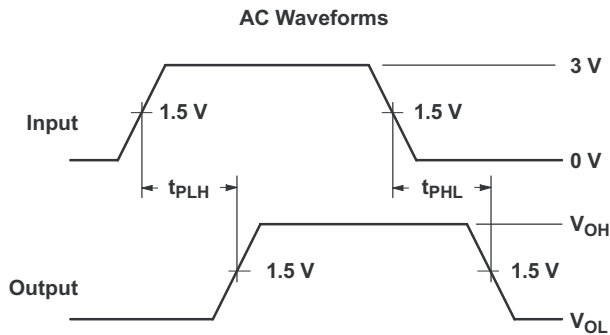 AC Waveforms
3 V
Input
1.5 V
1.5 V
0 V
tPLH
tPHL
VOH
Output
1.5 V
1.5 V
VOL